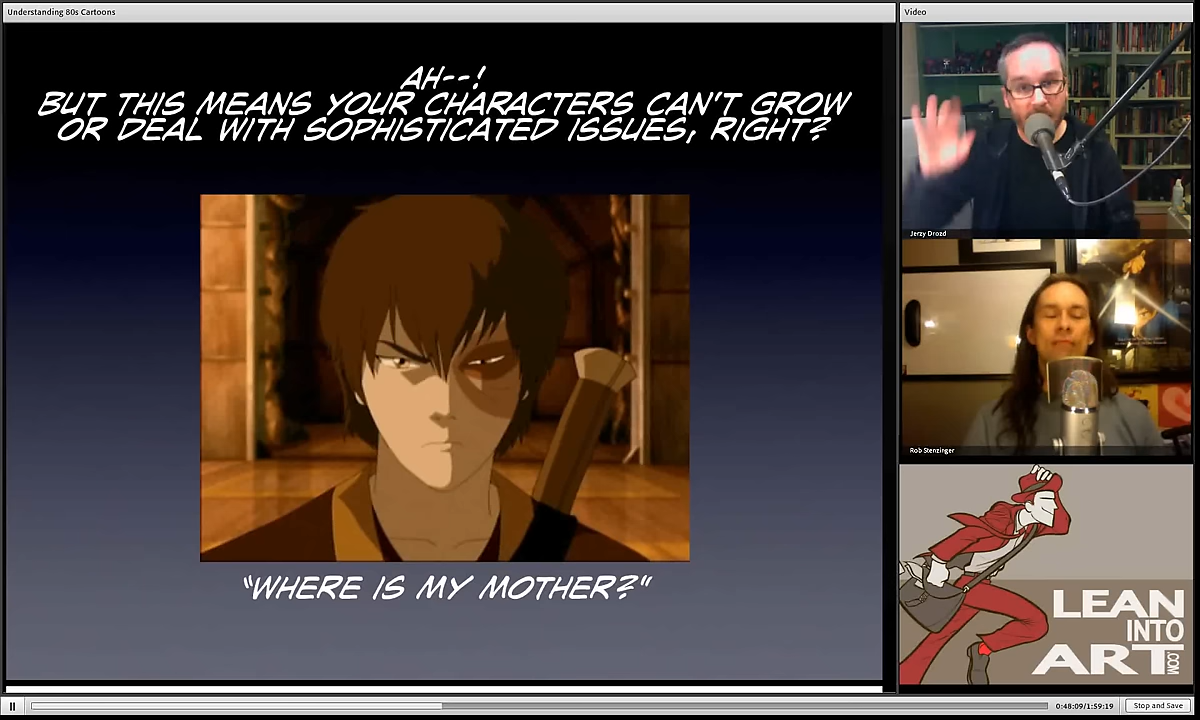 Understanding 80s Cartoons
AH--!
BUT THIS MEANS YOUR CHARACTERS CAN'T GROW
OR DEAL WITH SOPHISTICATED ISSUES, RIGHT?
"WHERE IS MY MOTHER?"
Video
Jerzy Drozd
Rob Stenzinger
LEAN
INTO
ART
.COM
0:48:09/1:59:19
Stop and Save